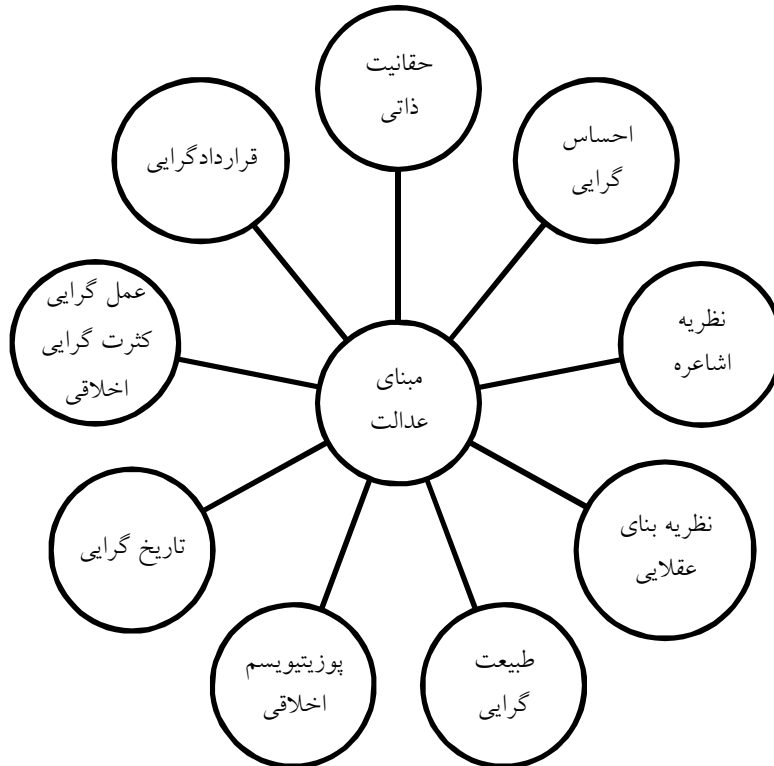 حقانیت
ذاتی
احساس
گرایی
نظریه
اشاعره
نظریه بنای
عقلایی
طبیعت
گرایی
پوزیتیویسم
اخلاقی
تاریخ گرایی
عمل گرایی
کثرت گرایی
اخلاقی
قراردادگرایی
مبنای
عدالت